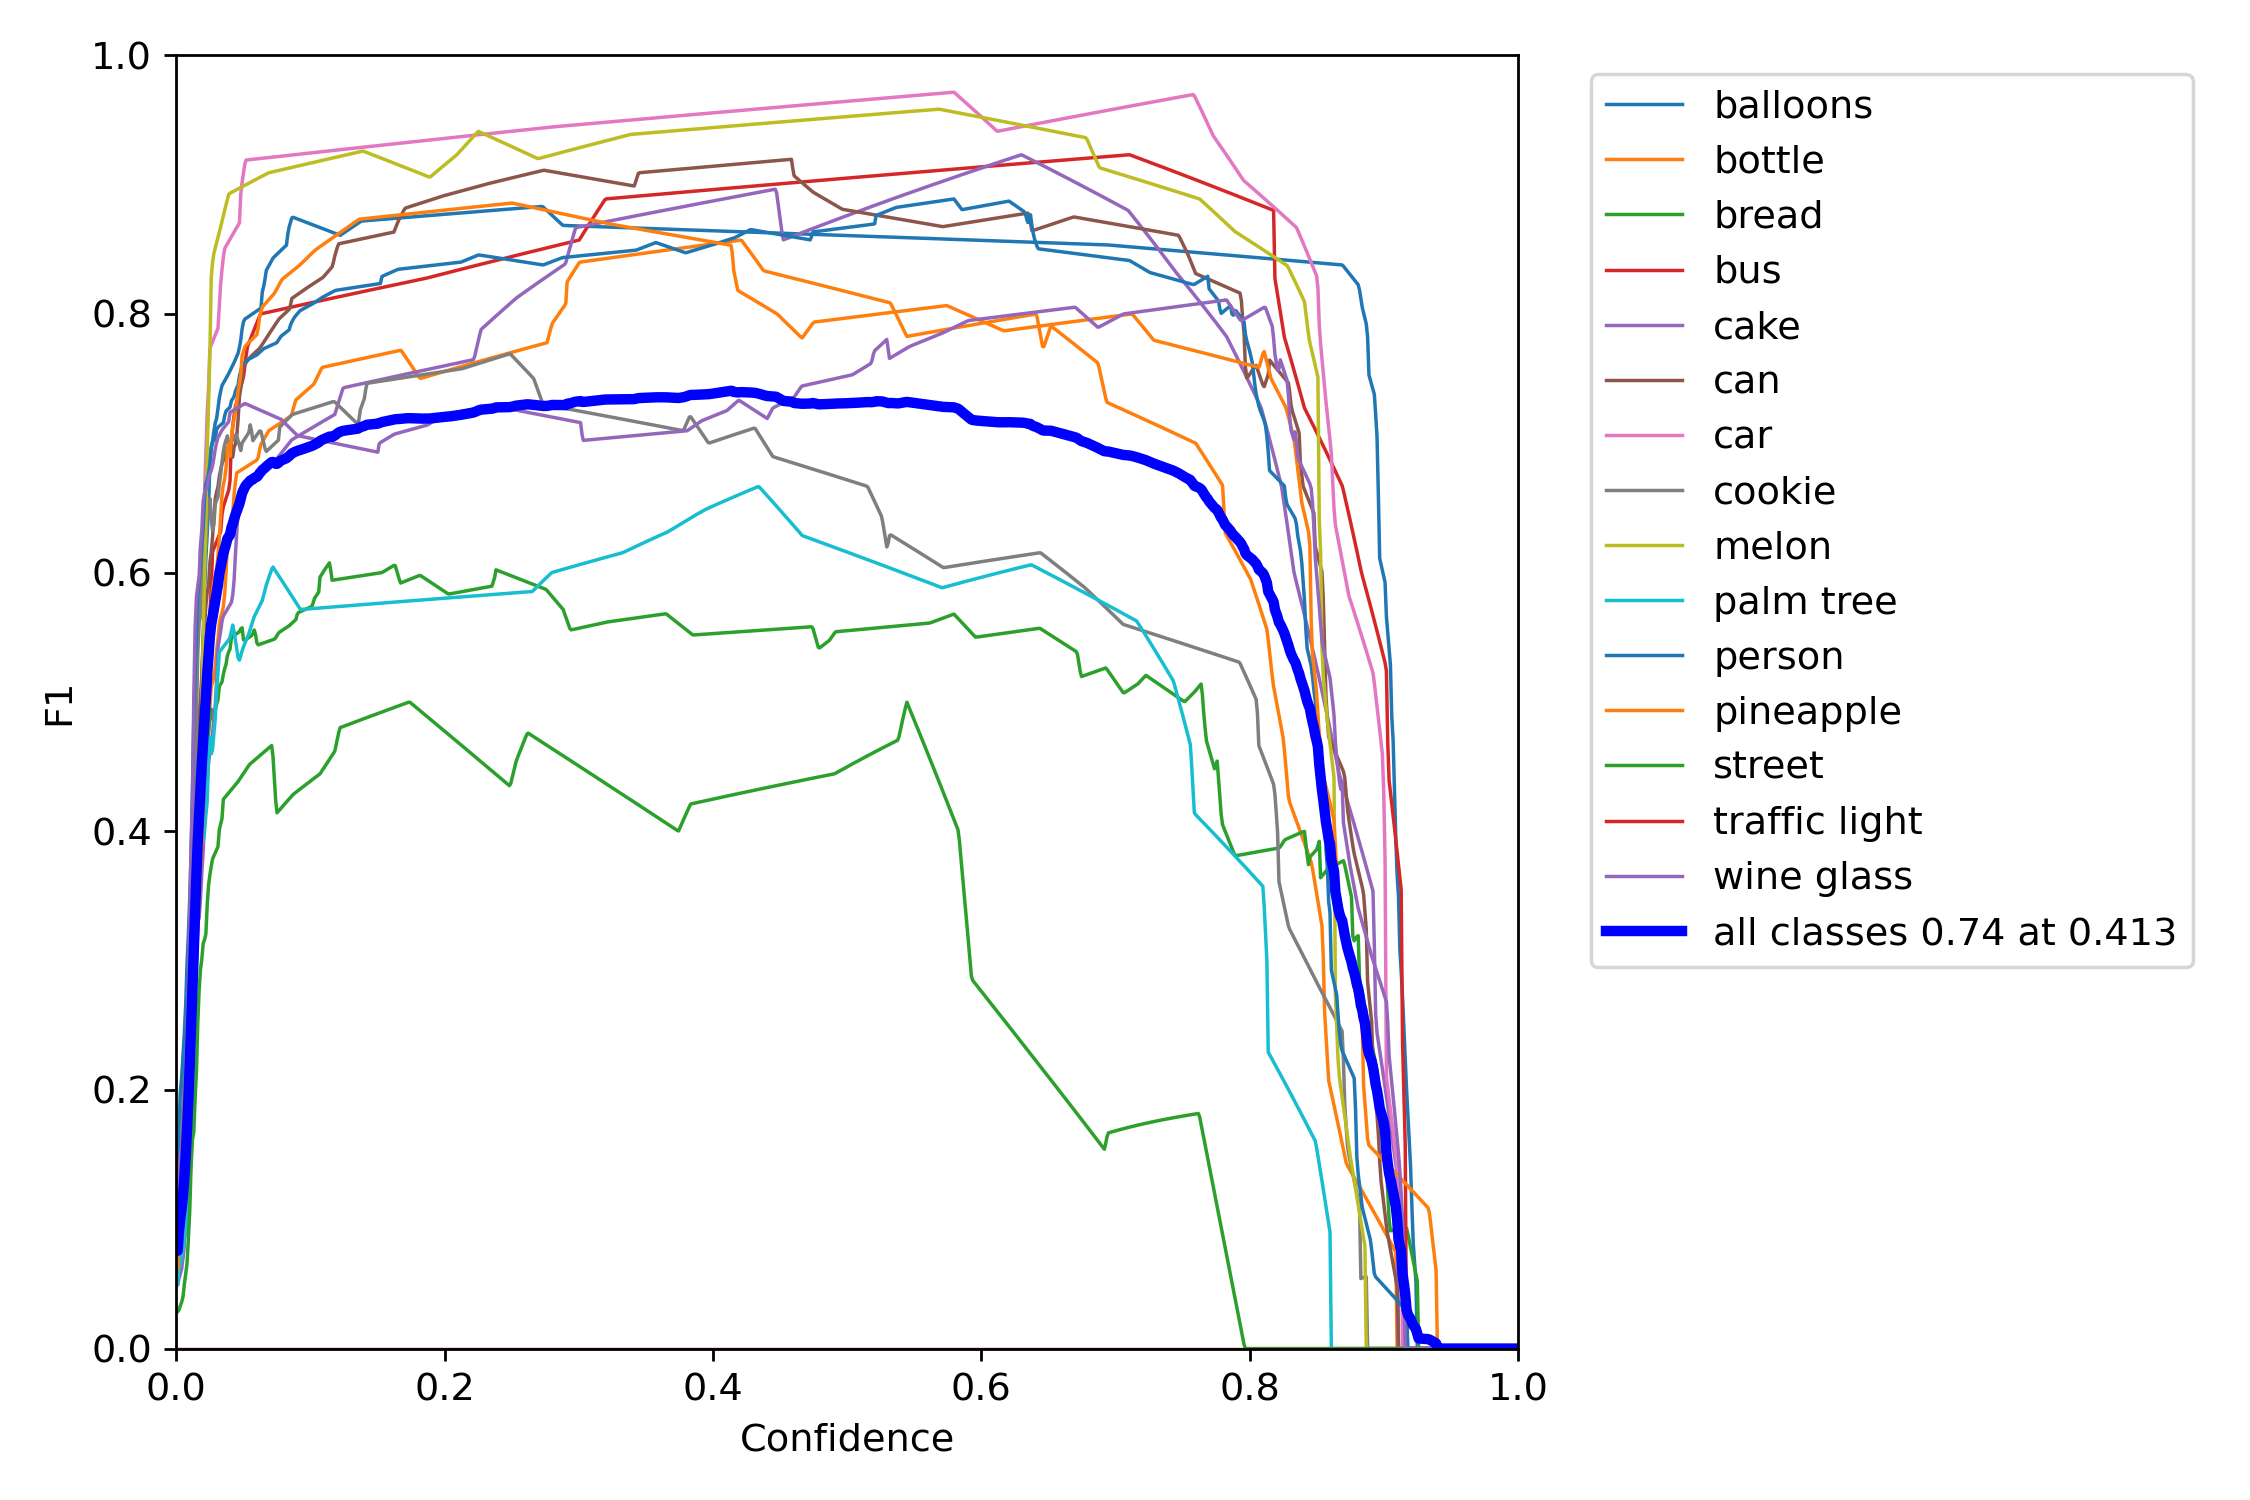 1.0
0.8
0.6
0.4
0.2
0.0
F1
0.0 0.2 0.4 0.6 0.8 1.0
Confidence
balloons
bottle
bread
bus
cake
can
car
cookie
melon
palm tree
person
pineapple
street
traffic light
wine glass
all classes 0.74 at 0.413